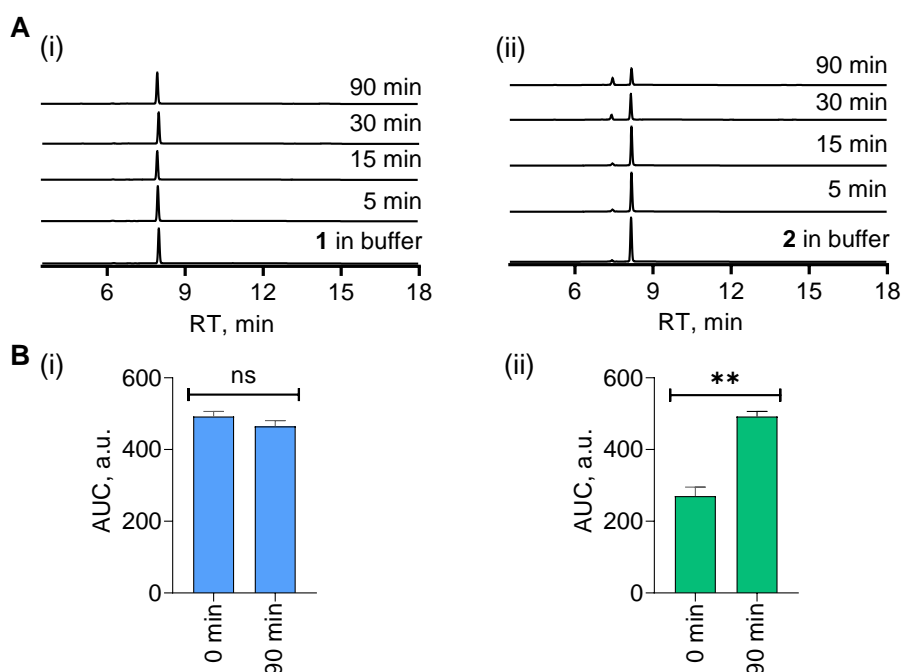 A
(i)
90 min
30 min
15 min
5 min
1 in buffer
6 9 12 15 18
RT, min
(ii)
90 min
30 min
15 min
5 min
2 in buffer
6 9 12 15 18
RT, min
B
(i)
ns
600
400
200
0
AUC, a.u.
0 min
90 min
(ii)
**
600
400
200
0
AUC, a.u.
0 min
90 min